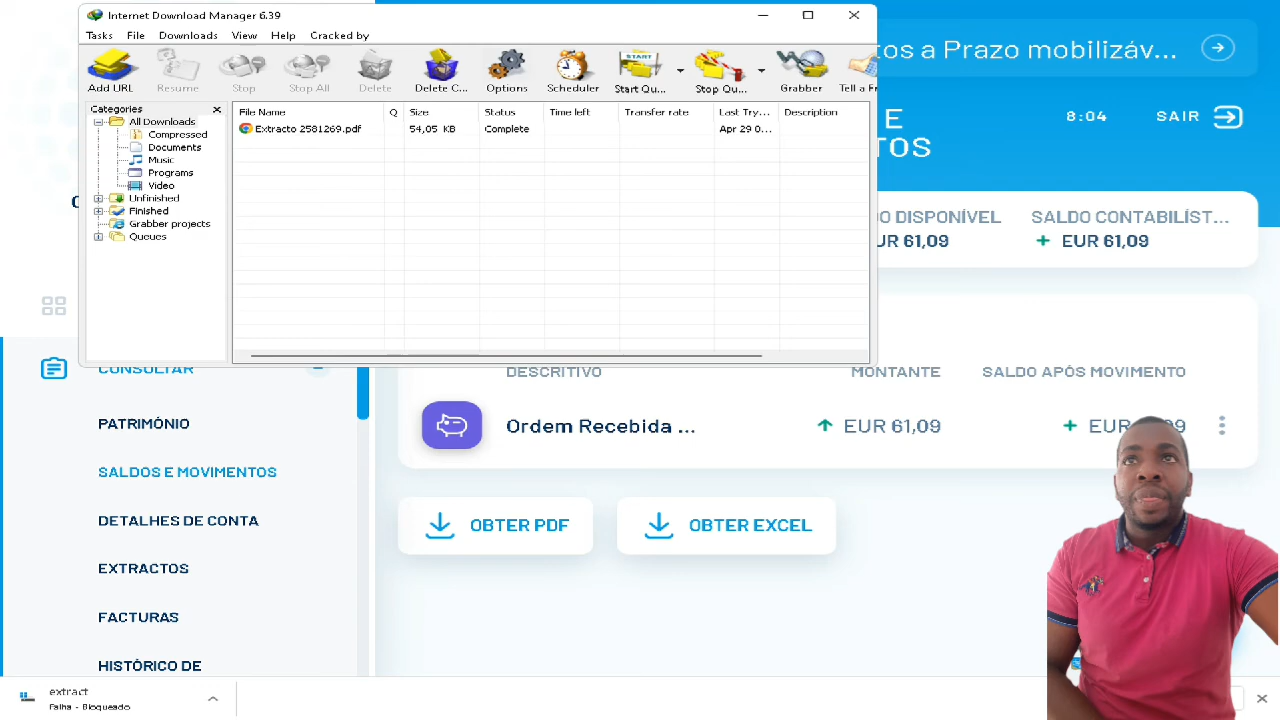 Internet Download Manager 6.39
Tasks File Downloads View Help Cracked by
Add URL Resume Stop Stop All Delete Delete C... Options Scheduler Start Qu... Stop Qu... Grabber Tell a Fr
Categories
All Downloads
Compressed
Documents
Music
Programs
Video
Unfinished
Finished
Grabber projects
Queues
File Name Q Size Status Time left Transfer rate Last Try... Description
Extracto 2581269.pdf 54,05 KB Complete Apr 29 0...
tos a Prazo mobilizáv...
E
TOS
8:04 SAIR
DO DISPONÍVEL SALDO CONTABILÍST...
UR 61,09 + EUR 61,09
CONSULTAR
PATRIMÓNIO
SALDOS E MOVIMENTOS
DETALHES DE CONTA
EXTRACTOS
FACTURAS
HISTÓRICO DE
DESCRITIVO MONTANTE SALDO APÓS MOVIMENTO
Ordem Recebida ... EUR 61,09 + EUR 09
OBTER PDF OBTER EXCEL
extract
Falha - Bloqueado